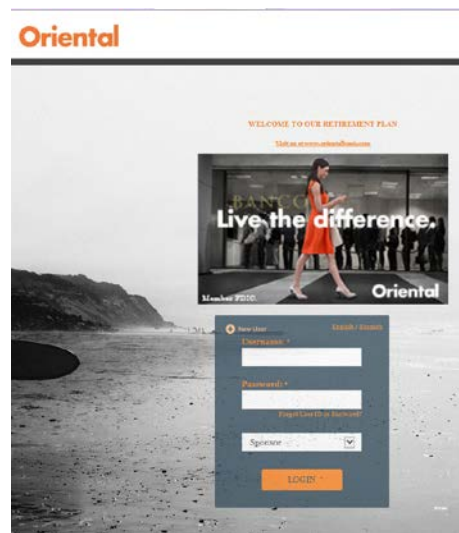 Oriental
WELCOME TO OUR RETIREMENT PLAN
Visit us at www.orientalbank.com
BANCO
Live the difference.
Member FDIC.
Oriental
New User
English / Spanish
Username: *
Password: *
Forgot User ID or Password?
Sponsor
LOGIN